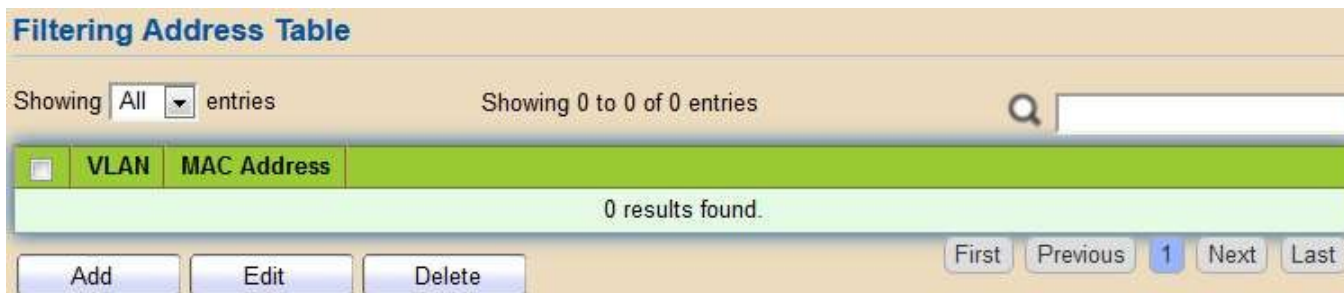 Filtering Address Table
Showing All entries Showing 0 to 0 of 0 entries
VLAN MAC Address
0 results found.
First Previous 1 Next Last
Add Edit Delete